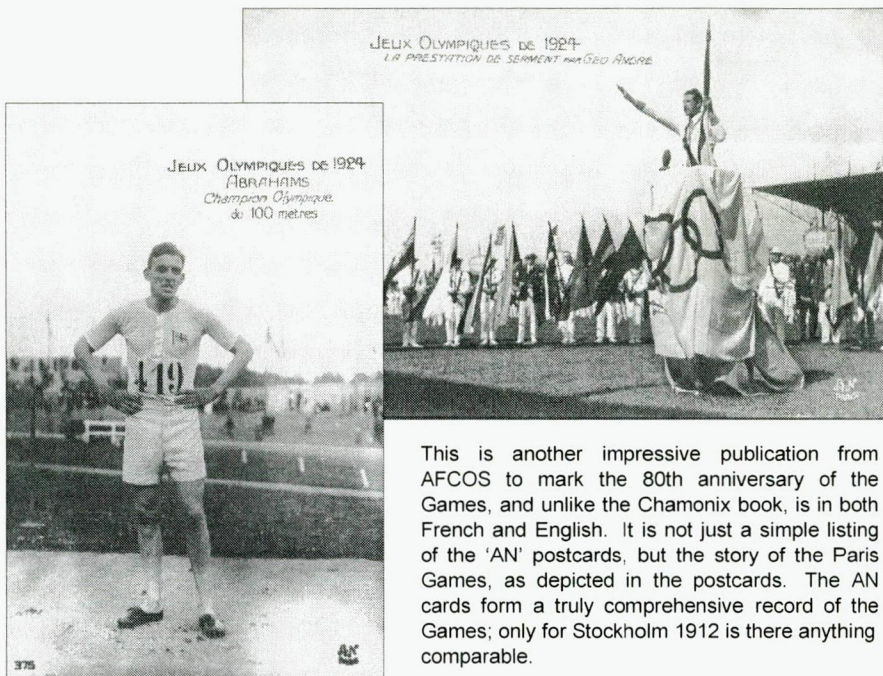 JEUX OLYMPIQUES DE 1924
LA PRESTATION DE SERMENT PAR GEO ANDRÉ
AN
PARIS
JEUX OLYMPIQUES DE 1924
ABRAHAMS
Champion Olympique
du 100 mètres
419
375
AN
PARIS
This is another impressive publication from
AFCOS to mark the 80th anniversary of the
Games, and unlike the Chamonix book, is in both
French and English. It is not just a simple listing
of the ‘AN’ postcards, but the story of the Paris
Games, as depicted in the postcards. The AN
cards form a truly comprehensive record of the
Games; only for Stockholm 1912 is there anything
comparable.